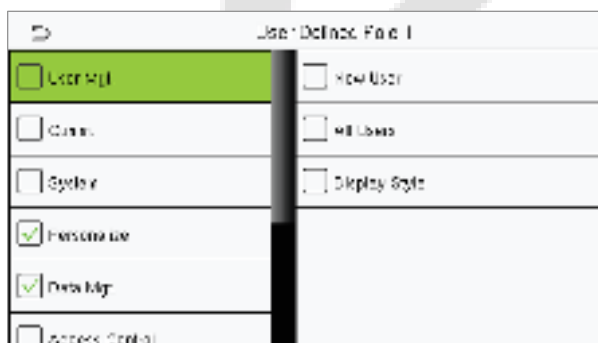 User Defined Role 1
User Mgt
Comm.
System
Personalize
Data Mgt
Access Control
New User
All Users
Display Style